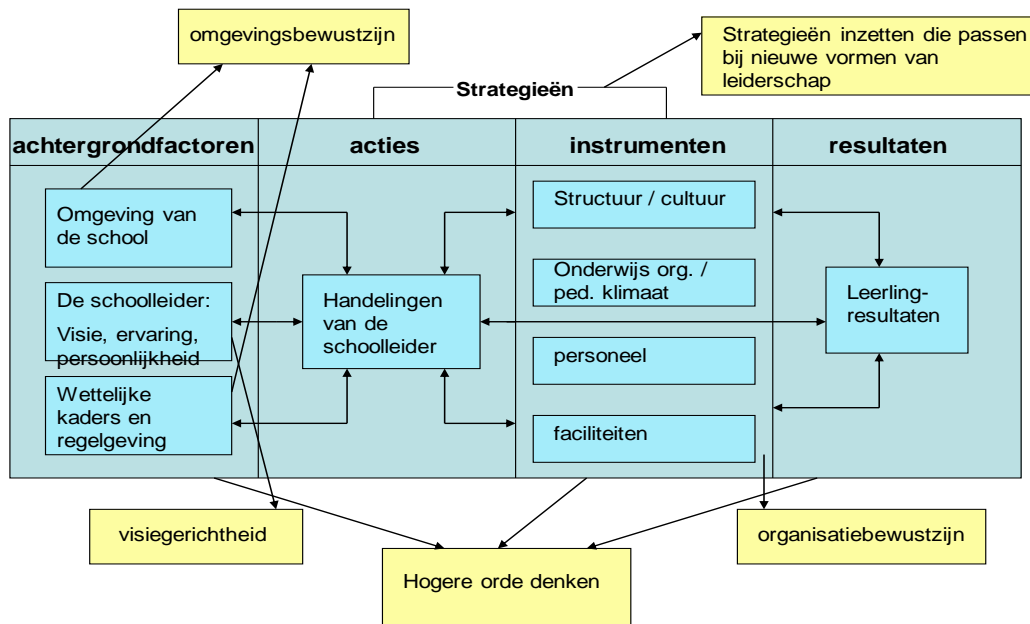 omgevingsbewustzijn
Strategieën inzetten die passen
bij nieuwe vormen van
leiderschap
Strategieën
achtergrondfactoren
acties
instrumenten
resultaten
Omgeving van
de school
De schoolleider:
Visie, ervaring,
persoonlijkheid
Wettelijke
kaders en
regelgeving
Handelingen
van de
schoolleider
Structuur / cultuur
Onderwijs org. /
ped. klimaat
personeel
faciliteiten
Leerling-
resultaten
visiegerichtheid
Hogere orde denken
organisatiebewustzijn